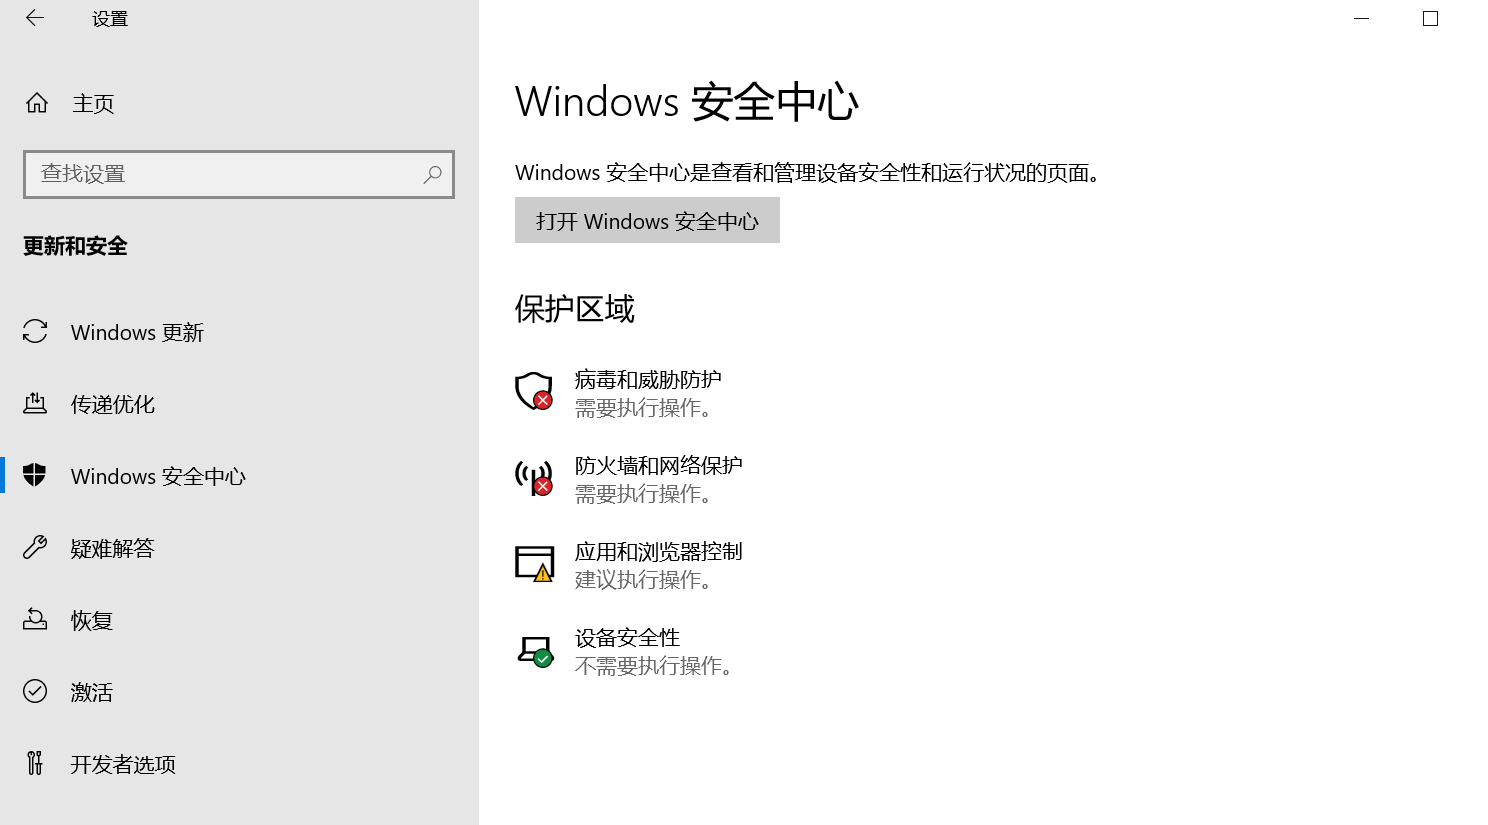 设置
主页
查找设置
更新和安全
Windows 更新
传递优化
Windows 安全中心
疑难解答
恢复
激活
开发者选项
Windows 安全中心
Windows 安全中心是查看和管理设备安全性和运行状况的页面。
打开 Windows 安全中心
保护区域
病毒和威胁防护
需要执行操作。
防火墙和网络保护
需要执行操作。
应用和浏览器控制
建议执行操作。
设备安全性
不需要执行操作。